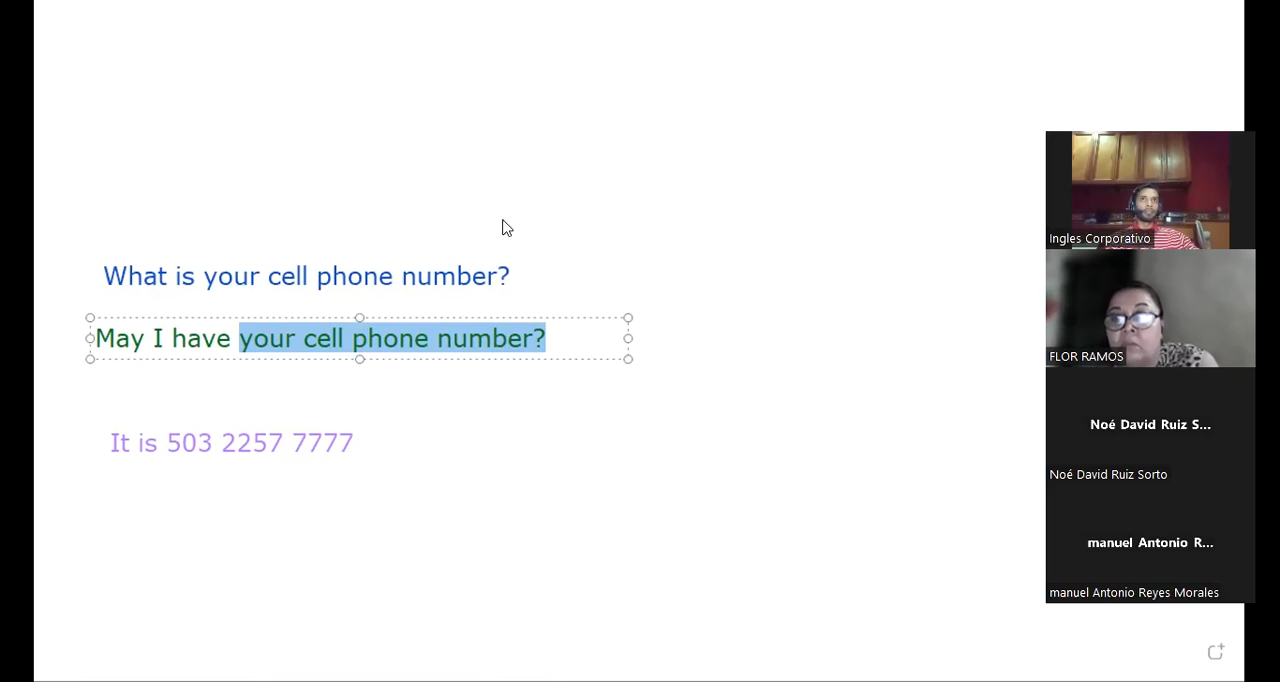 What is your cell phone number?
May I have your cell phone number?
It is 503 2257 7777
Ingles Corporativo
FLOR RAMOS
Noé David Ruiz S...
Noé David Ruiz Sorto
manuel Antonio R...
manuel Antonio Reyes Morales